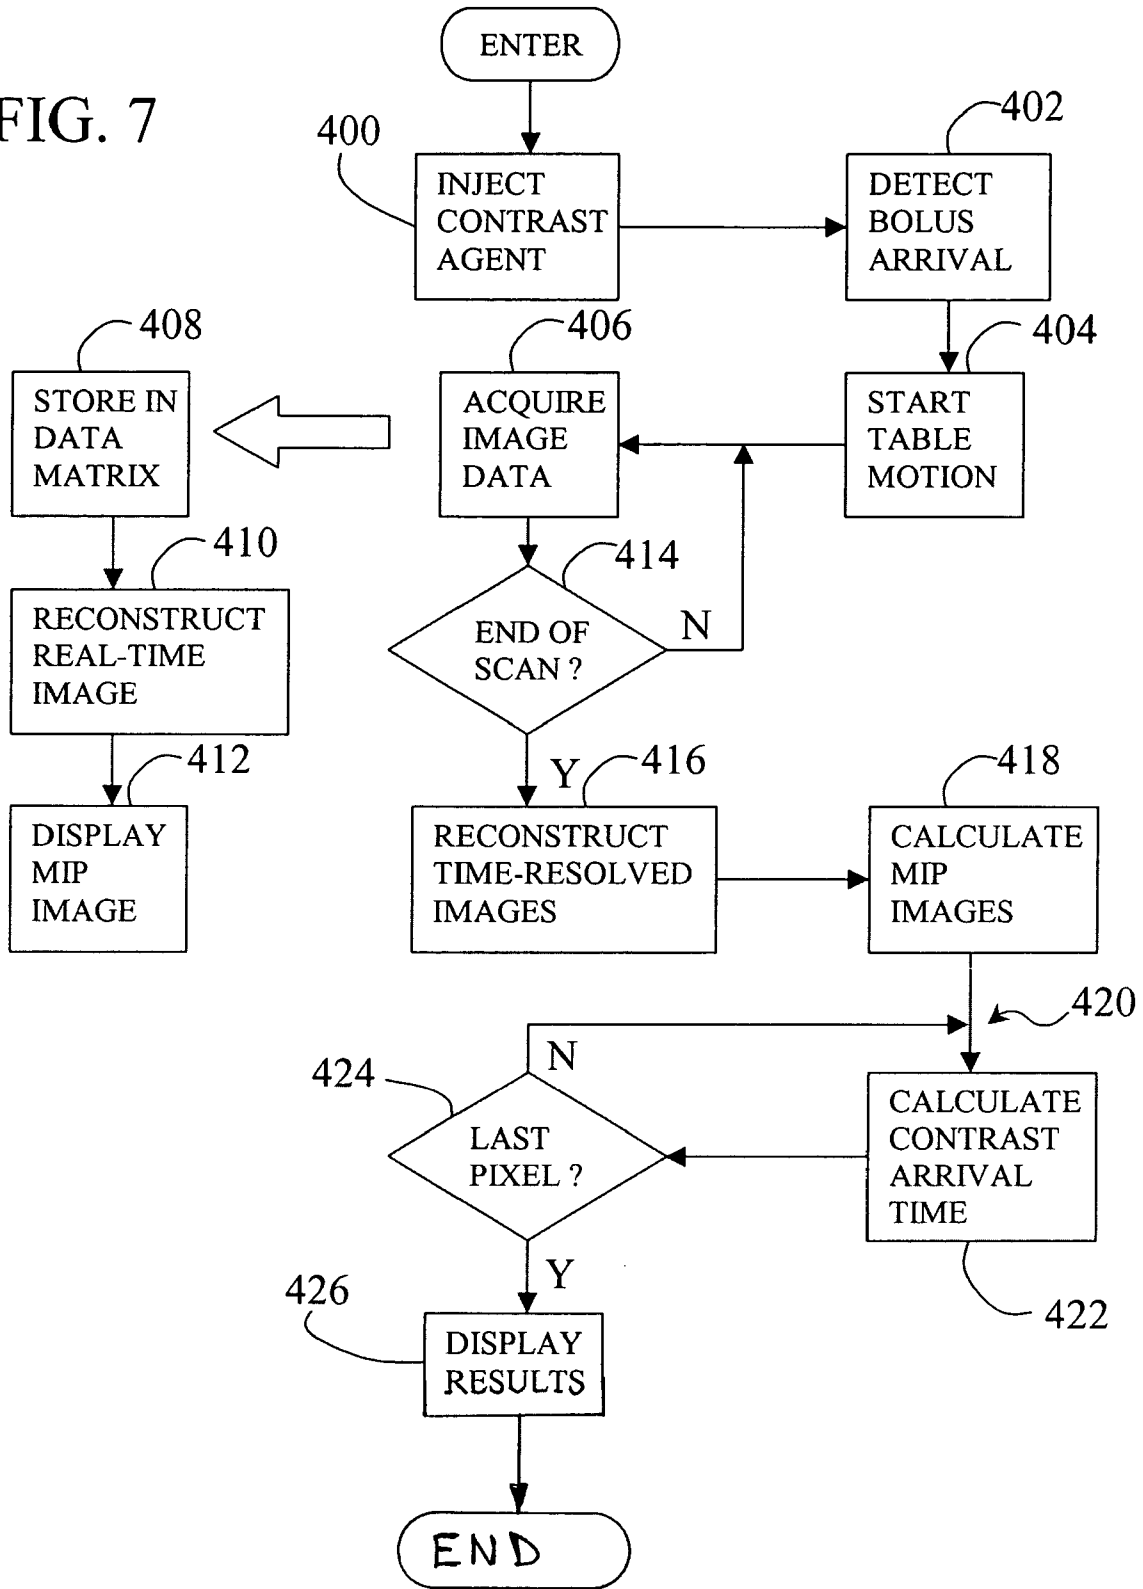 ENTER
FIG. 7
400
402
INJECT
CONTRAST
AGENT
DETECT
BOLUS
ARRIVAL
408
406
404
STORE IN
DATA
MATRIX
ACQUIRE
IMAGE
DATA
START
TABLE
MOTION
410
414
RECONSTRUCT
REAL-TIME
IMAGE
END OF
SCAN ?
N
412
Y
416
418
DISPLAY
MIP
IMAGE
RECONSTRUCT
TIME-RESOLVED
IMAGES
CALCULATE
MIP
IMAGES
420
N
424
LAST
PIXEL ?
CALCULATE
CONTRAST
ARRIVAL
TIME
Y
422
426
DISPLAY
RESULTS
END